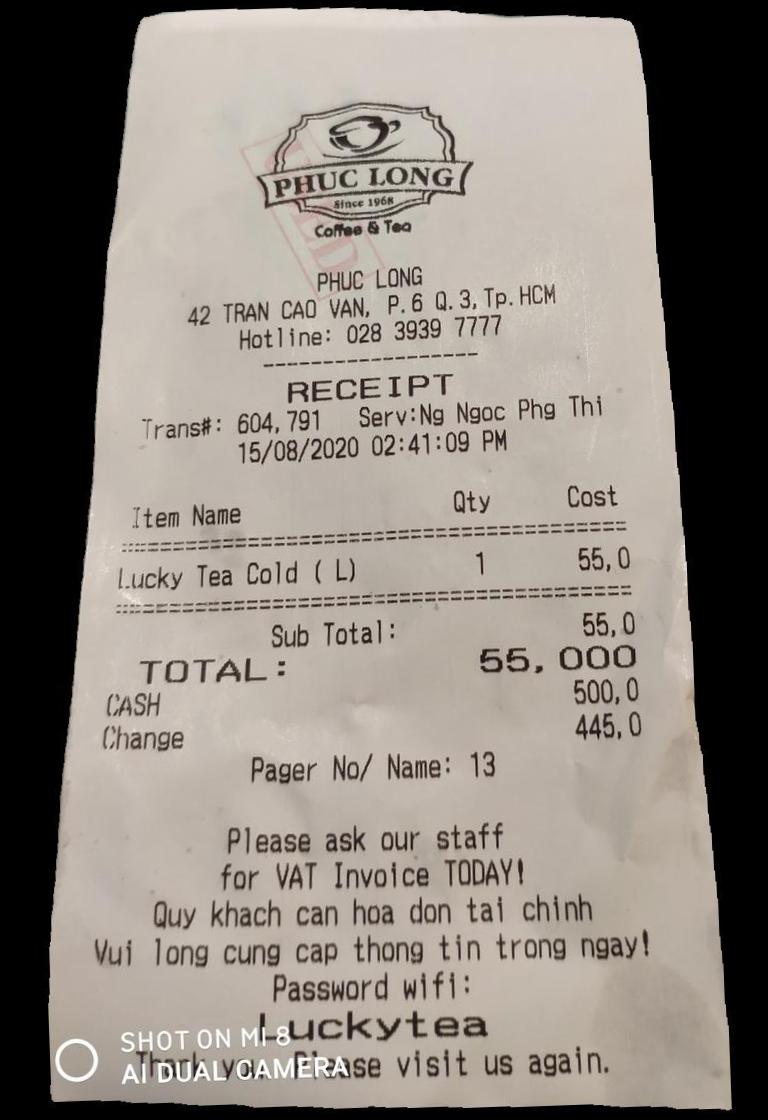 PHUC LONG
Since 1968
Coffee & Tea
PHUC LONG
42 TRAN CAO VAN, P.6 Q.3, Tp.HCM
Hotline: 028 3939 7777
--------------------
RECEIPT
Trans#: 604,791 Serv:Ng Ngoc Phg Thi
15/08/2020 02:41:09 PM
Item Name Qty Cost
Lucky Tea Cold ( L) 1 55,0
Sub Total: 55,0
TOTAL: 55,000
CASH 500,0
Change 445,0
Pager No/ Name: 13
Please ask our staff
for VAT Invoice TODAY!
Quy khach can hoa don tai chinh
Vui long cung cap thong tin trong ngay!
Password wifi:
Luckytea
Thank you. Please visit us again.
SHOT ON MI 8
AI DUAL CAMERA